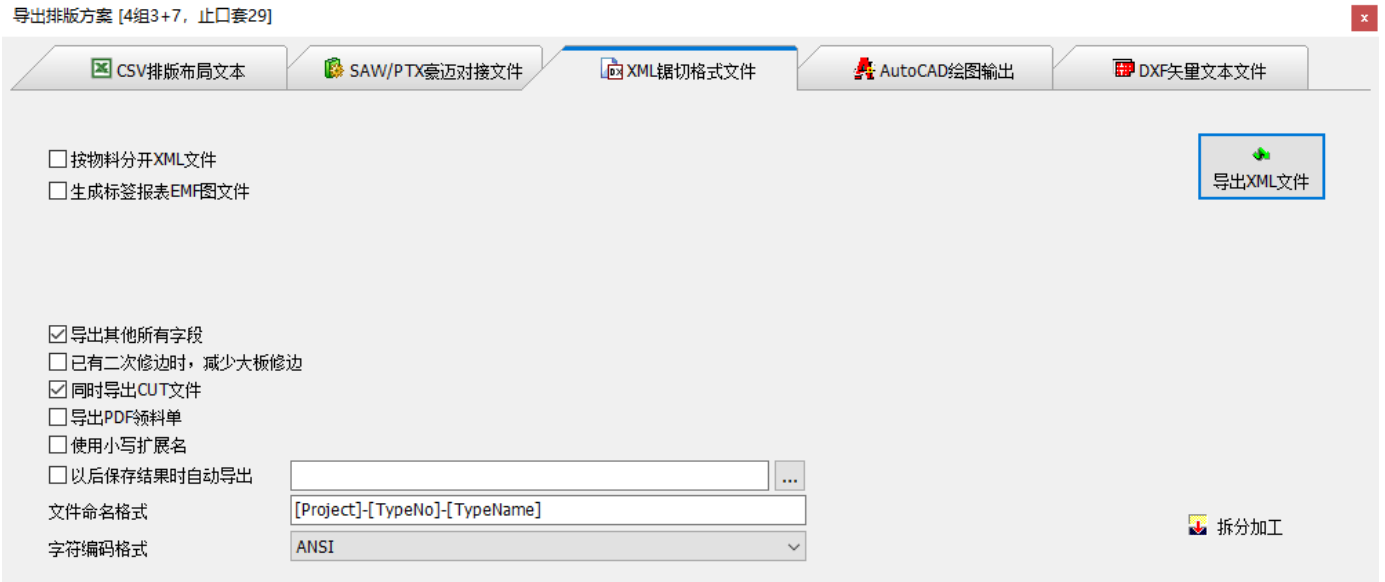 导出排版方案 [4组3+7，止口套29]
x
CSV排版布局文本
SAW/PTX豪迈对接文件
XML锯切格式文件
AutoCAD绘图输出
DXF矢量文本文件
按物料分开XML文件
导出XML文件
生成标签报表EMF图文件
导出其他所有字段
已有二次修边时，减少大板修边
同时导出CUT文件
导出PDF领料单
使用小写扩展名
以后保存结果时自动导出
...
文件命名格式
[Project]-[TypeNo]-[TypeName]
拆分加工
字符编码格式
ANSI